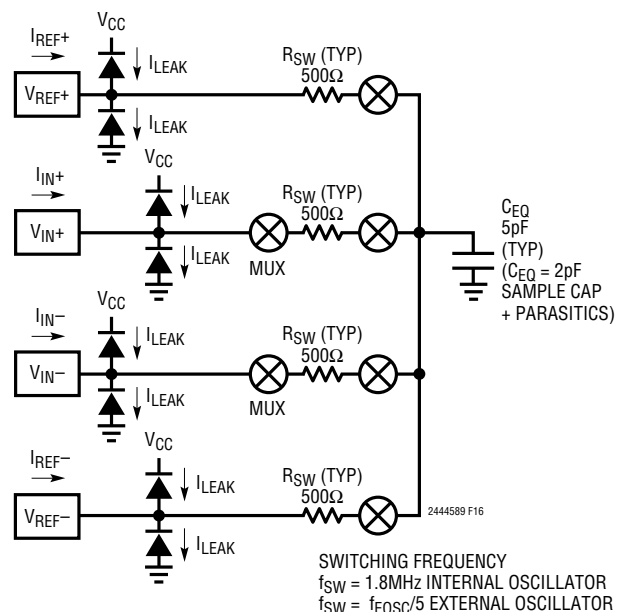 VCC
IREF+
ILEAK
RSW (TYP)
500Ω
VREF+
ILEAK
VCC
IIN+
ILEAK
RSW (TYP)
500Ω
VIN+
ILEAK
MUX
CEQ
5pF
(TYP)
(CEQ = 2pF
SAMPLE CAP
+ PARASITICS)
VCC
IIN–
ILEAK
RSW (TYP)
500Ω
VIN–
ILEAK
MUX
VCC
IREF–
ILEAK
RSW (TYP)
500Ω
VREF–
ILEAK
2444589 F16
SWITCHING FREQUENCY
fSW = 1.8MHz INTERNAL OSCILLATOR
fSW = fEOSC/5 EXTERNAL OSCILLATOR